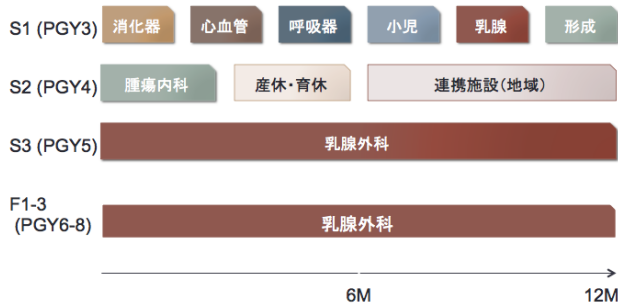 S1 (PGY3) 消化器 心血管 呼吸器 小児 乳腺 形成
S2 (PGY4) 腫瘍内科 産休・育休 連携施設(地域)
S3 (PGY5) 乳腺外科
F1-3
(PGY6-8) 乳腺外科
6M 12M